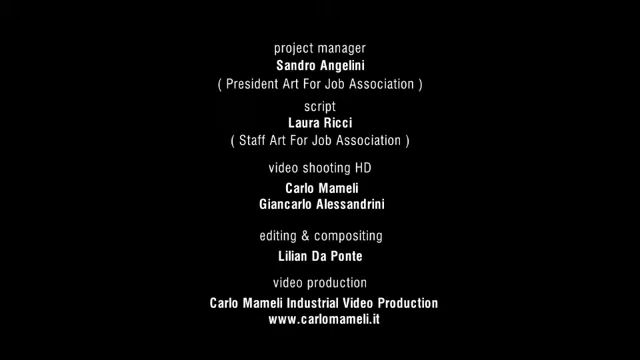 project manager
Sandro Angelini
( President Art For Job Association )
script
Laura Ricci
( Staff Art For Job Association )
video shooting HD
Carlo Mameli
Giancarlo Alessandrini
editing & compositing
Lilian Da Ponte
video production
Carlo Mameli Industrial Video Production
www.carlomameli.it